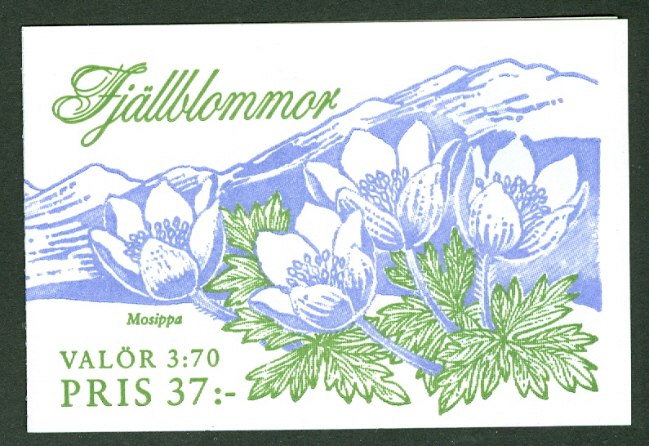 Fjällblommor
Mosippa
VALÖR 3:70
PRIS 37:-